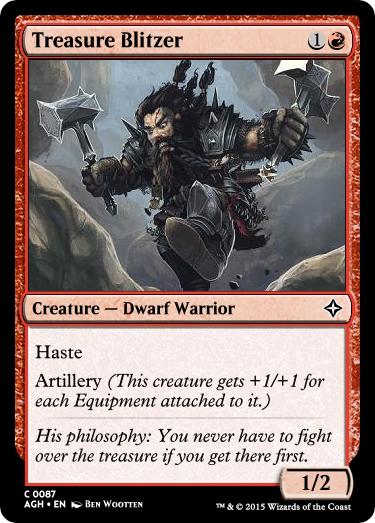 Treasure Blitzer 1
Creature — Dwarf Warrior
Haste
Artillery (This creature gets +1/+1 for
each Equipment attached to it.)
His philosophy: You never have to fight
over the treasure if you get there first.
1/2
C 0087
AGH • EN Ben Wootten
™ & © 2015 Wizards of the Coast